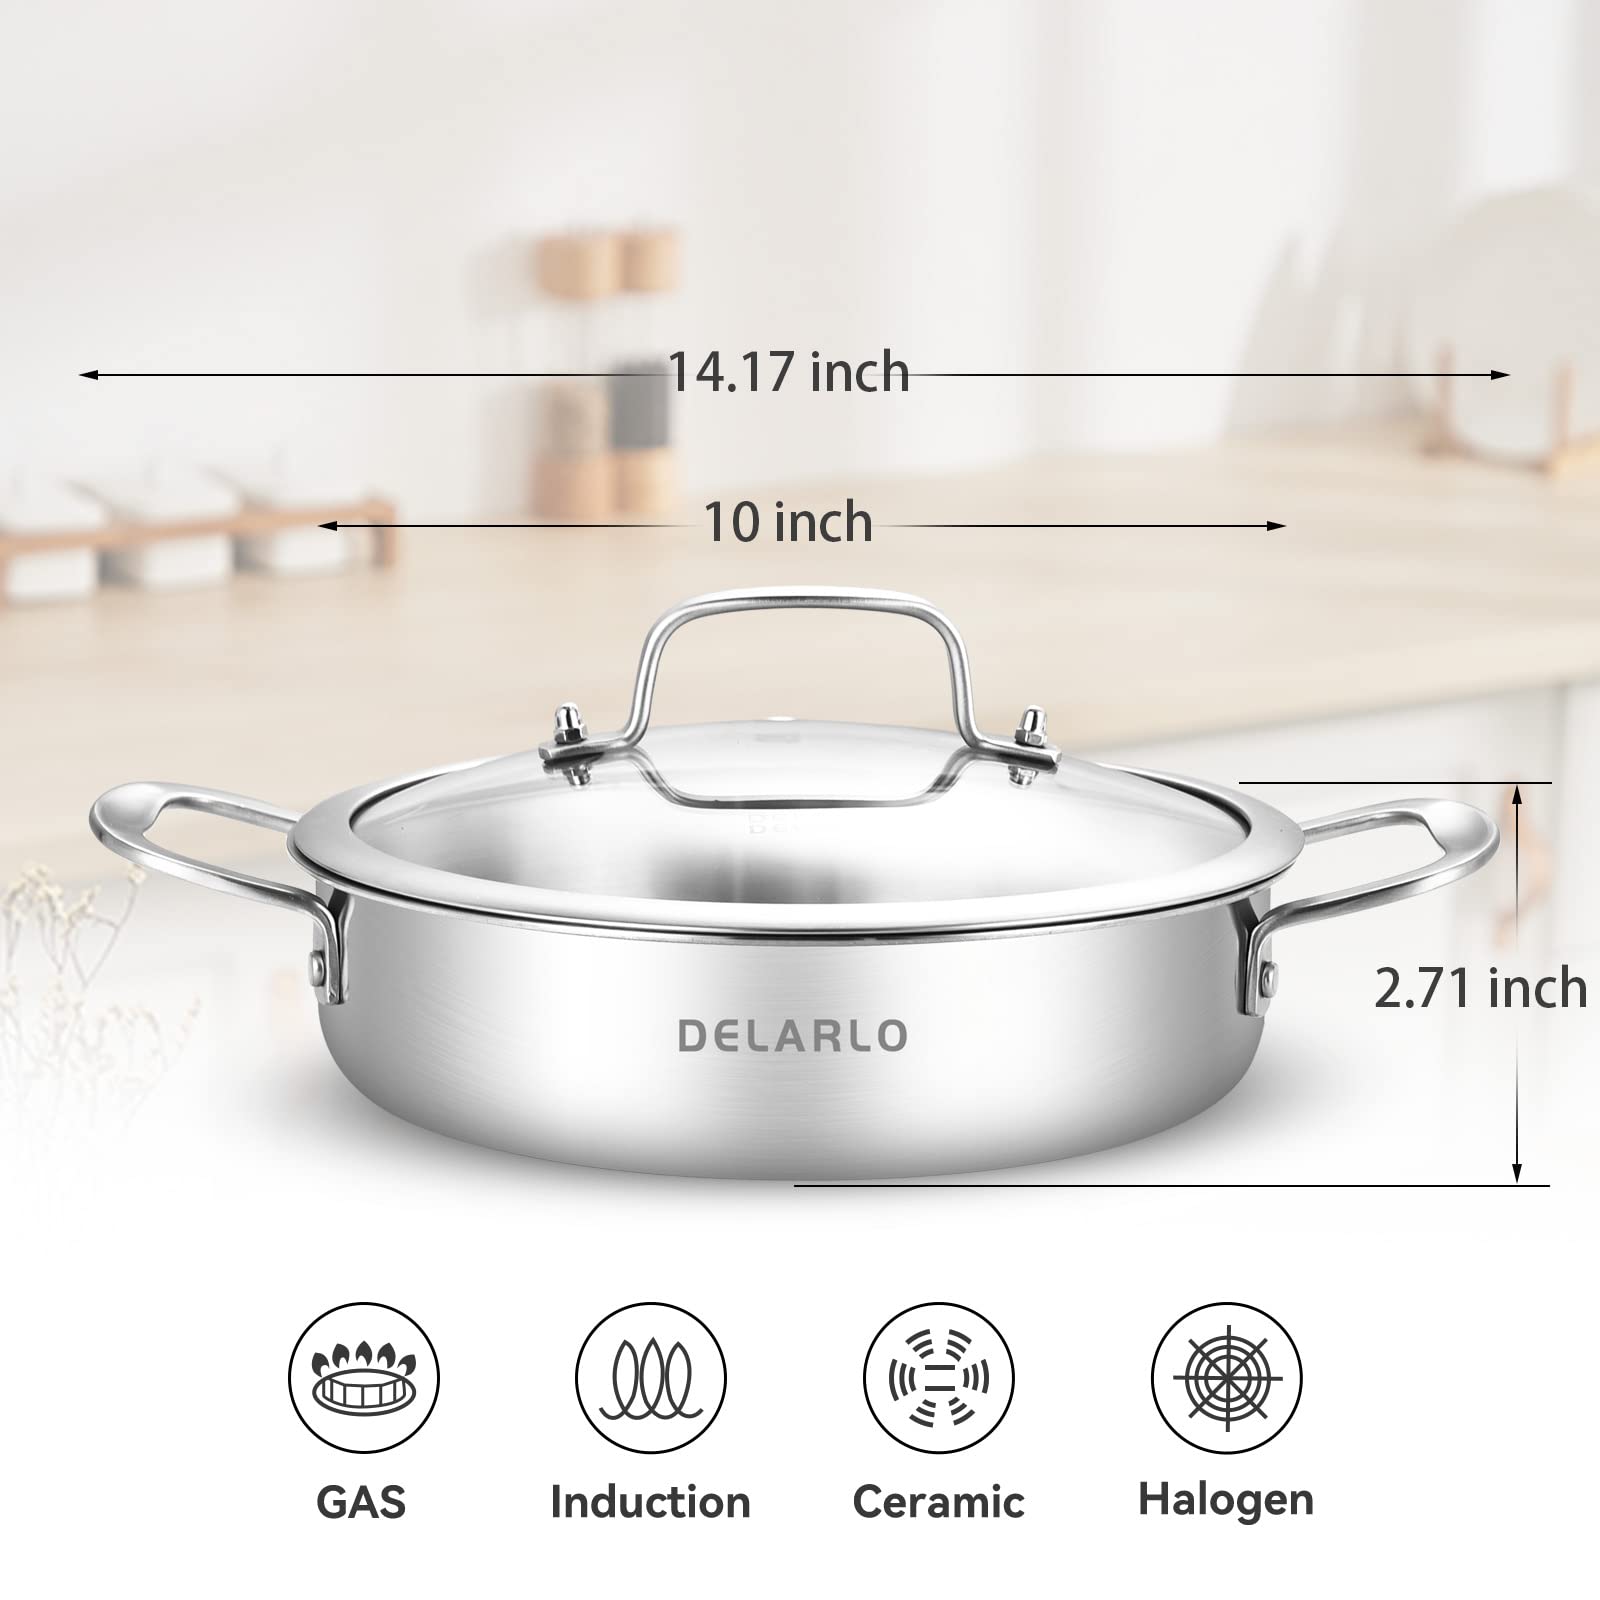 14.17 inch
10 inch
2.71 inch
DELARLO
GAS
Induction
Ceramic
Halogen